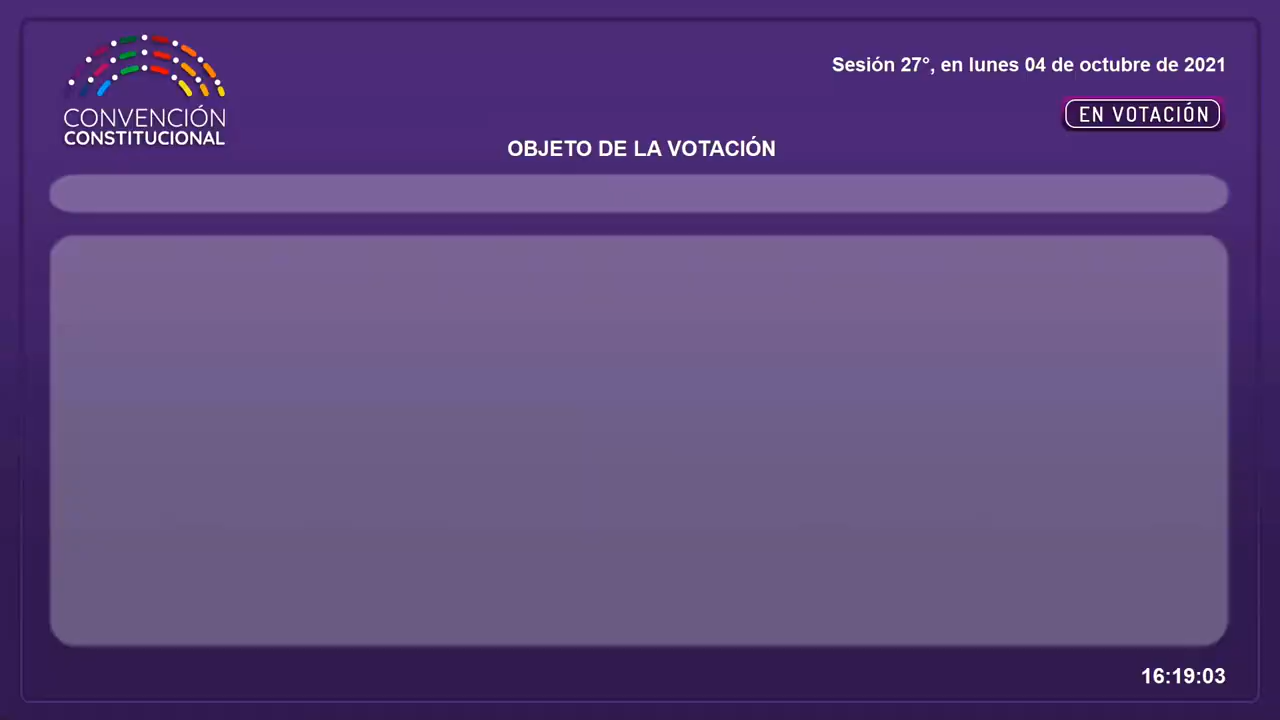 CONVENCIÓN
CONSTITUCIONAL
Sesión 27°, en lunes 04 de octubre de 2021
EN VOTACIÓN
OBJETO DE LA VOTACIÓN
16:19:03